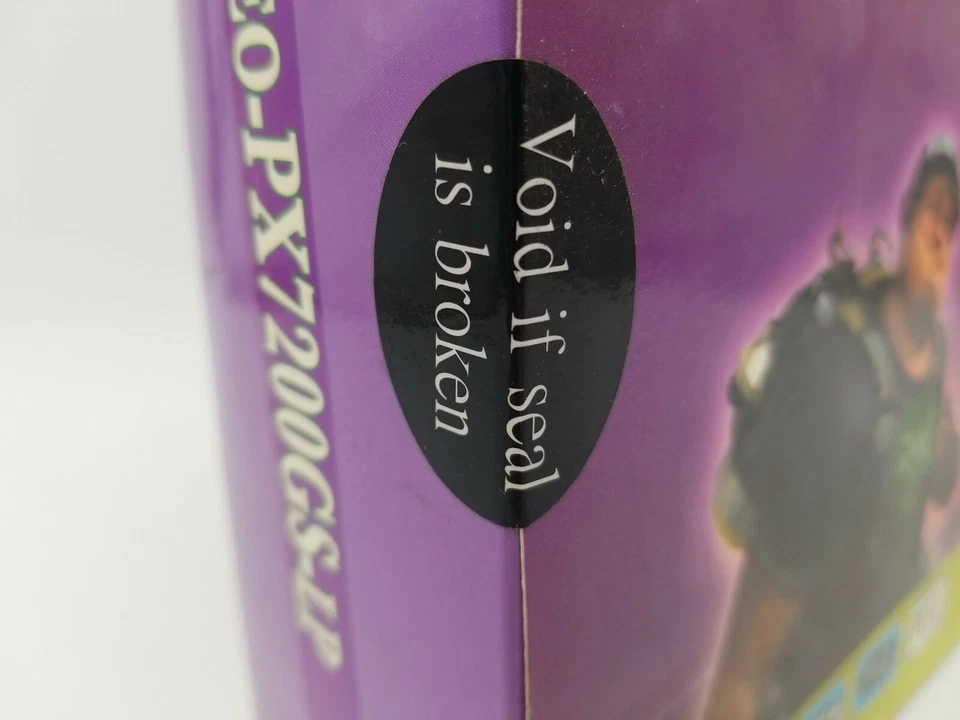 EO-PX7200GS-LP
Void if seal
is broken